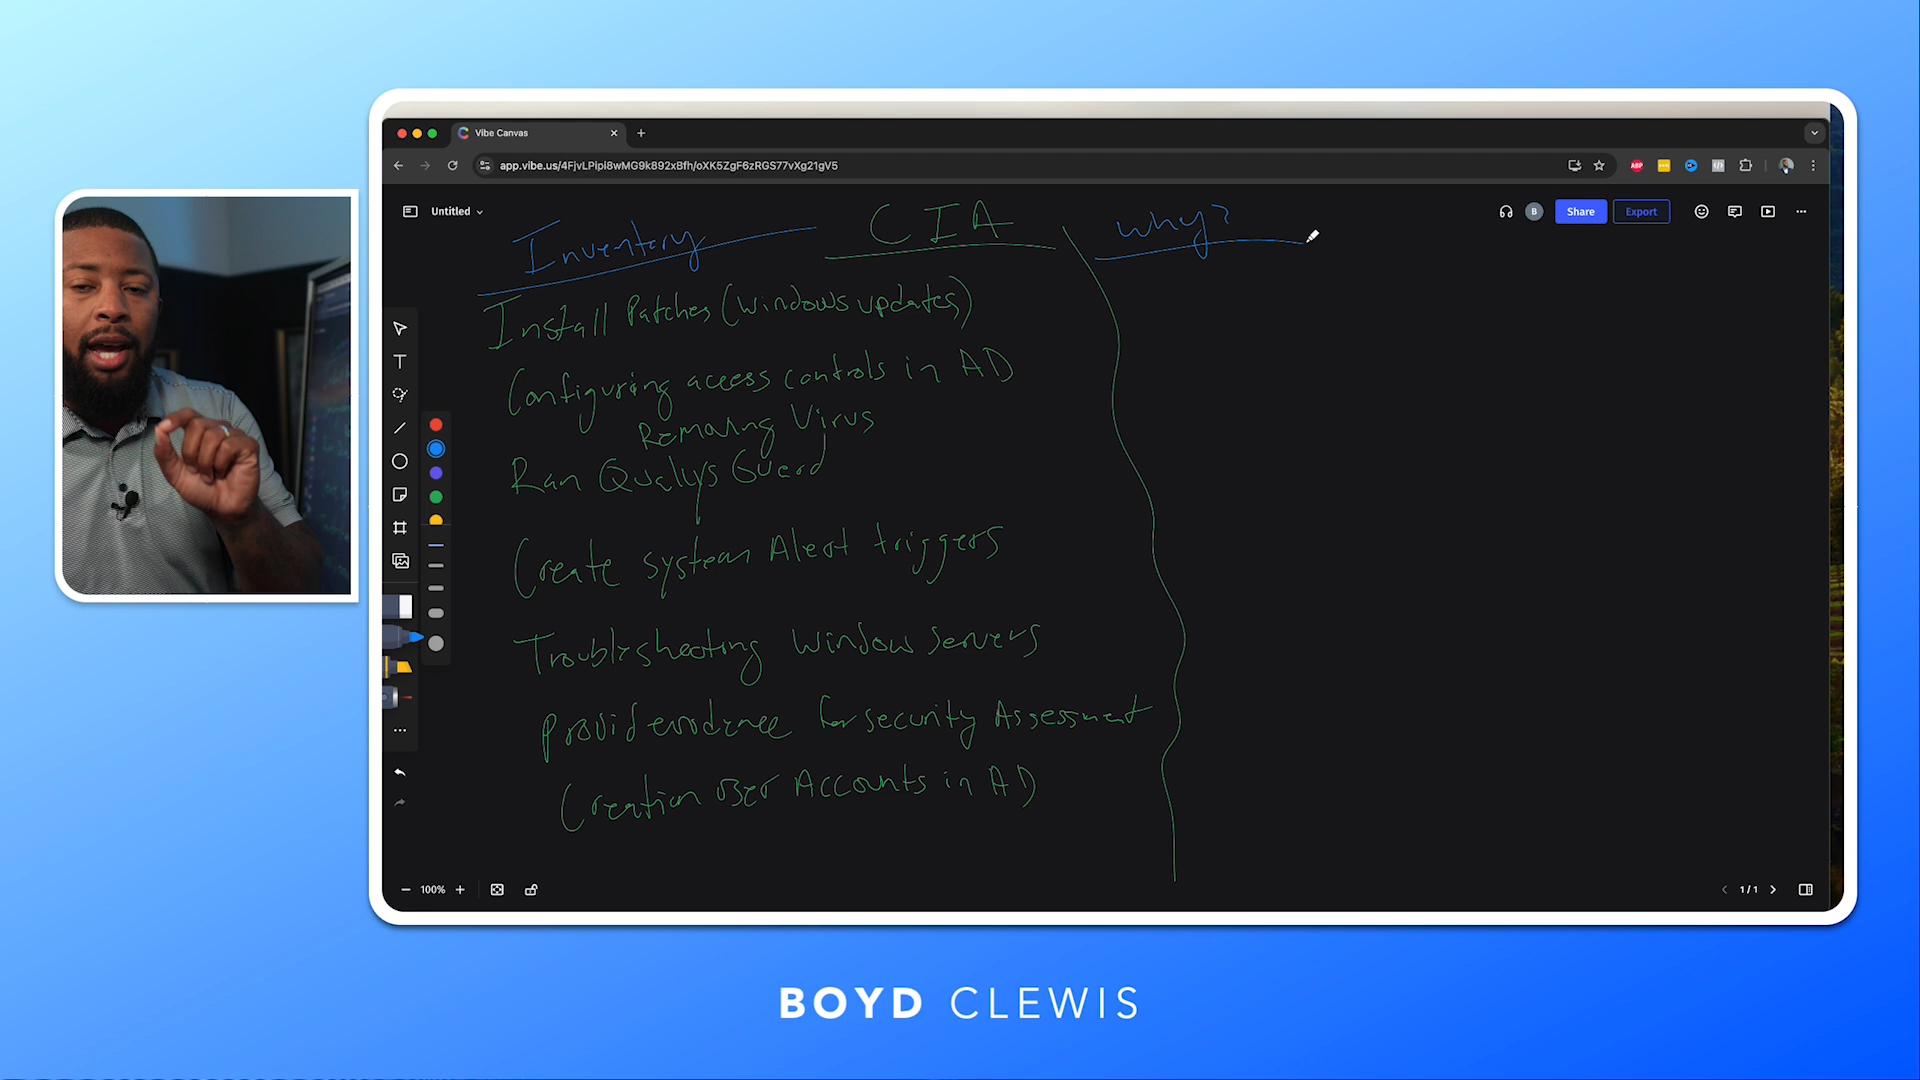 Vibe Canvas
app.vibe.us/4FjvLPipi8wMG9k892xBfh/oXK5ZgF6zRGS77vXg21gV5
ABP
Untitled
B
Share
Export
Inventory
CIA
Why?
Install Patches (Windows updates)
Configuring access controls in AD
Removing Virus
Ran Qualys Guard
Create system Alert triggers
Troubleshooting Window servers
Provid evidence for security Assessment
Creation User Accounts in AD
100%
1/1
BOYD CLEWIS